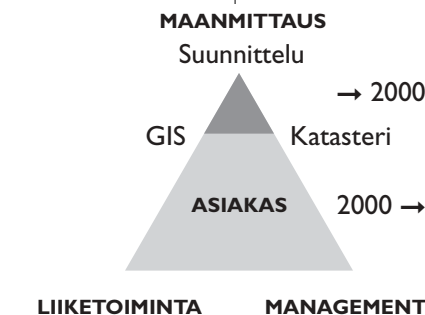 MAANMITTAUS
Suunnittelu
→ 2000
GIS Katasteri
ASIAKAS 2000 →
LIIKETOIMINTA MANAGEMENT